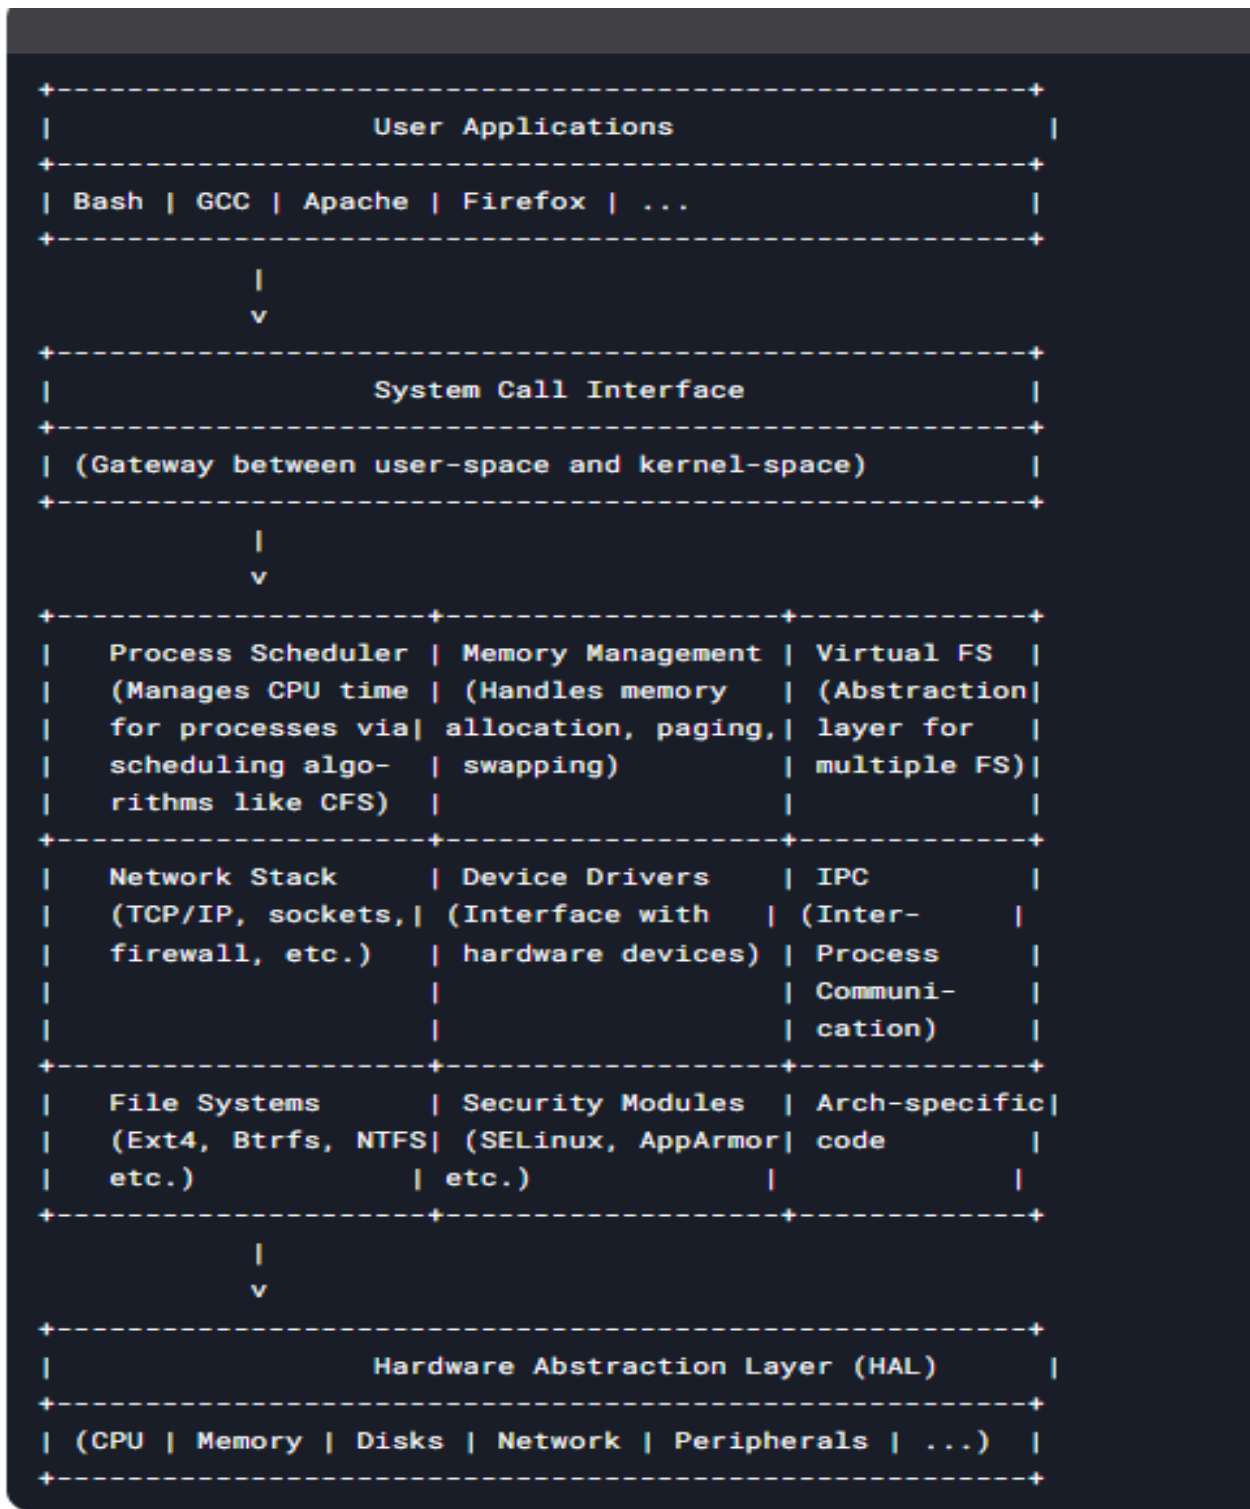 +-------------------------------------------------------+
|                  User Applications                     |
+-------------------------------------------------------+
| Bash | GCC | Apache | Firefox | ...                   |
+-------------------------------------------------------+
            |
            v
+-------------------------------------------------------+
|                  System Call Interface                |
+-------------------------------------------------------+
| (Gateway between user-space and kernel-space)         |
+-------------------------------------------------------+
            |
            v
+---------------------+-------------------+-------------+
|   Process Scheduler | Memory Management | Virtual FS  |
|   (Manages CPU time | (Handles memory   | (Abstraction|
|   for processes via| allocation, paging,| layer for   |
|   scheduling algo-  | swapping)         | multiple FS)|
|   rithms like CFS)  |                   |             |
+---------------------+-------------------+-------------+
|   Network Stack     | Device Drivers    | IPC         |
|   (TCP/IP, sockets,| (Interface with   | (Inter-     |
|   firewall, etc.)   | hardware devices) | Process     |
|                     |                   | Communi-    |
|                     |                   | cation)     |
+---------------------+-------------------+-------------+
|   File Systems      | Security Modules  | Arch-specific|
|   (Ext4, Btrfs, NTFS| (SELinux, AppArmor| code        |
|   etc.)            | etc.)             |             |
+---------------------+-------------------+-------------+
            |
            v
+-------------------------------------------------------+
|                  Hardware Abstraction Layer (HAL)      |
+-------------------------------------------------------+
| (CPU | Memory | Disks | Network | Peripherals | ...)  |
+-------------------------------------------------------+